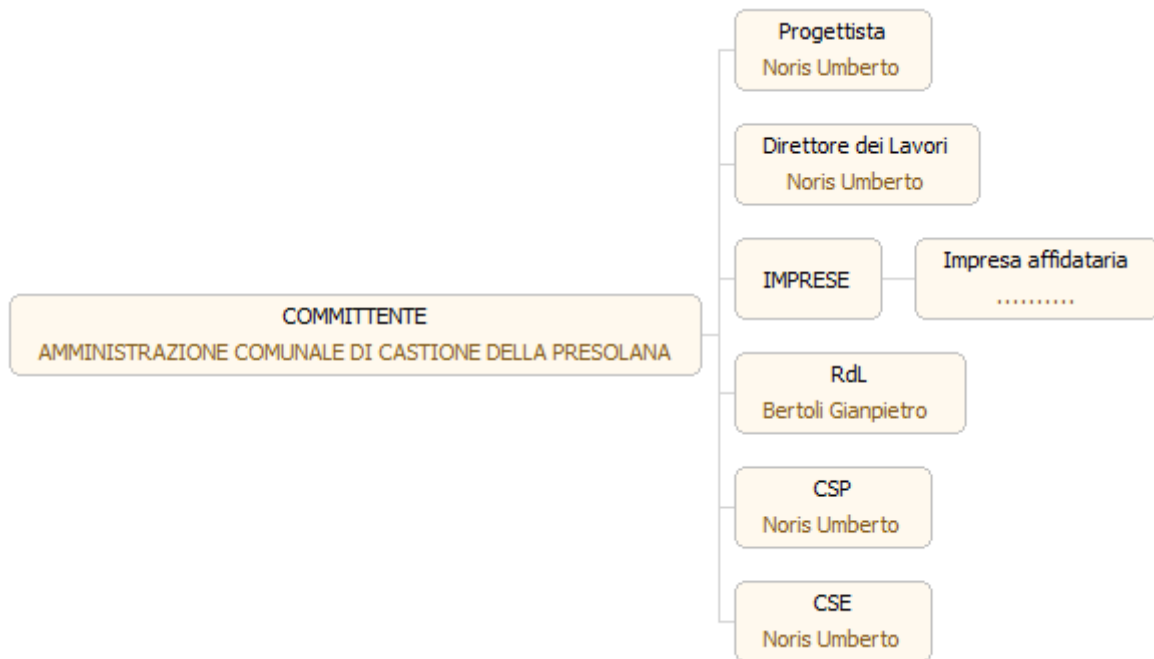 Progettista
Noris Umberto
Direttore dei Lavori
Noris Umberto
IMPRESE
Impresa affidataria
..........
COMMITTENTE
AMMINISTRAZIONE COMUNALE DI CASTIONE DELLA PRESOLANA
RdL
Bertoli Gianpietro
CSP
Noris Umberto
CSE
Noris Umberto